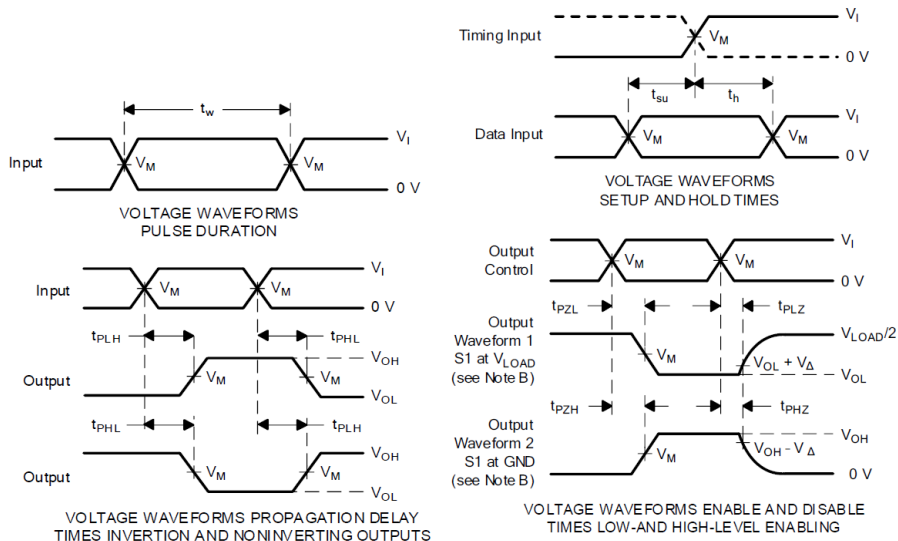 t_w
Input
V_M
V_M
V_I
0 V
VOLTAGE WAVEFORMS
PULSE DURATION
Timing Input
V_M
V_I
0 V
t_su
t_h
Data Input
V_M
V_M
V_I
0 V
VOLTAGE WAVEFORMS
SETUP AND HOLD TIMES
Input
V_M
V_M
V_I
0 V
t_PLH
t_PHL
Output
V_M
V_M
V_OH
V_OL
t_PHL
t_PLH
Output
V_M
V_M
V_OH
V_OL
VOLTAGE WAVEFORMS PROPAGATION DELAY
TIMES INVERTION AND NONINVERTING OUTPUTS
Output
Control
V_M
V_M
V_I
0 V
t_PZL
t_PLZ
Output
Waveform 1
S1 at V_LOAD
(see Note B)
V_M
V_LOAD/2
V_OL + V_Δ
V_OL
t_PZH
t_PHZ
Output
Waveform 2
S1 at GND
(see Note B)
V_M
V_OH
V_OH - V_Δ
0 V
VOLTAGE WAVEFORMS ENABLE AND DISABLE
TIMES LOW-AND HIGH-LEVEL ENABLING